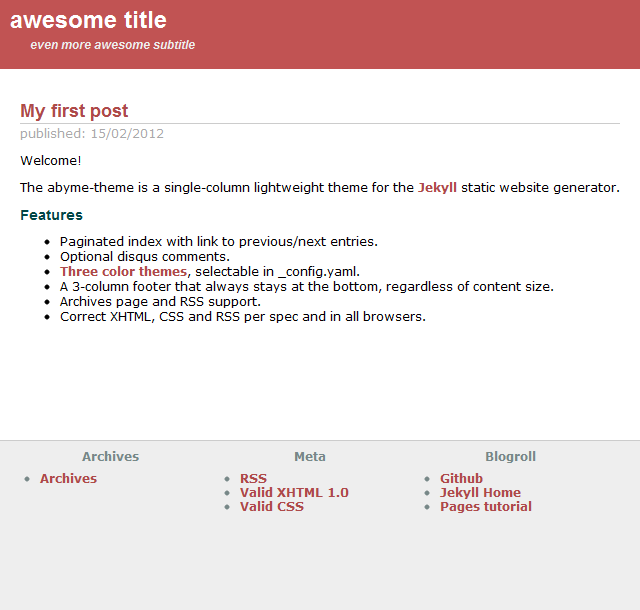 awesome title
even more awesome subtitle
My first post
published: 15/02/2012
Welcome!
The abyme-theme is a single-column lightweight theme for the Jekyll static website generator.
Features
Paginated index with link to previous/next entries.
Optional disqus comments.
Three color themes, selectable in _config.yaml.
A 3-column footer that always stays at the bottom, regardless of content size.
Archives page and RSS support.
Correct XHTML, CSS and RSS per spec and in all browsers.
Archives
Archives
Meta
RSS
Valid XHTML 1.0
Valid CSS
Blogroll
Github
Jekyll Home
Pages tutorial